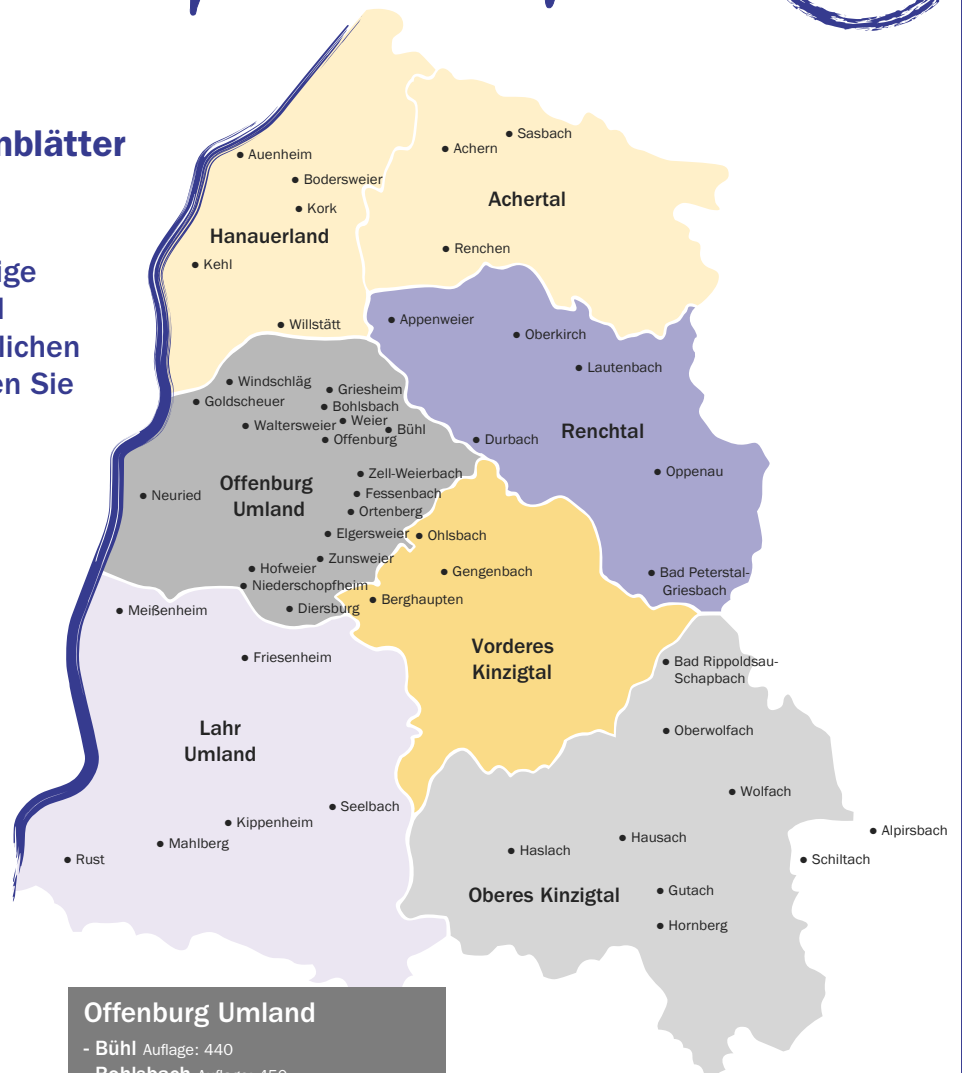 nblätter
ige
lichen
en Sie
Sasbach
Achern
Auenheim
Bodersweier
Achertal
Kork
Hanauerland
Renchen
Kehl
Appenweier
Willstätt
Oberkirch
Lautenbach
Windschläg
Griesheim
Goldscheuer
Bohlsbach
Weier
Waltersweier
Bühl
Offenburg
Durbach
Renchtal
Zell-Weierbach
Oppenau
Offenburg
Umland
Neuried
Fessenbach
Ortenberg
Elgersweier
Ohlsbach
Zunsweier
Hofweier
Gengenbach
Bad Peterstal-
Griesbach
Niederschopfheim
Berghaupten
Diersburg
Meißenheim
Vorderes
Kinzigtal
Friesenheim
Bad Rippoldsau-
Schapbach
Lahr
Umland
Oberwolfach
Wolfach
Seelbach
Kippenheim
Alpirsbach
Hausach
Mahlberg
Haslach
Rust
Schiltach
Oberes Kinzigtal
Gutach
Hornberg
Offenburg Umland
- Bühl Auflage: 440
- Bohlsbach Auflage: 450